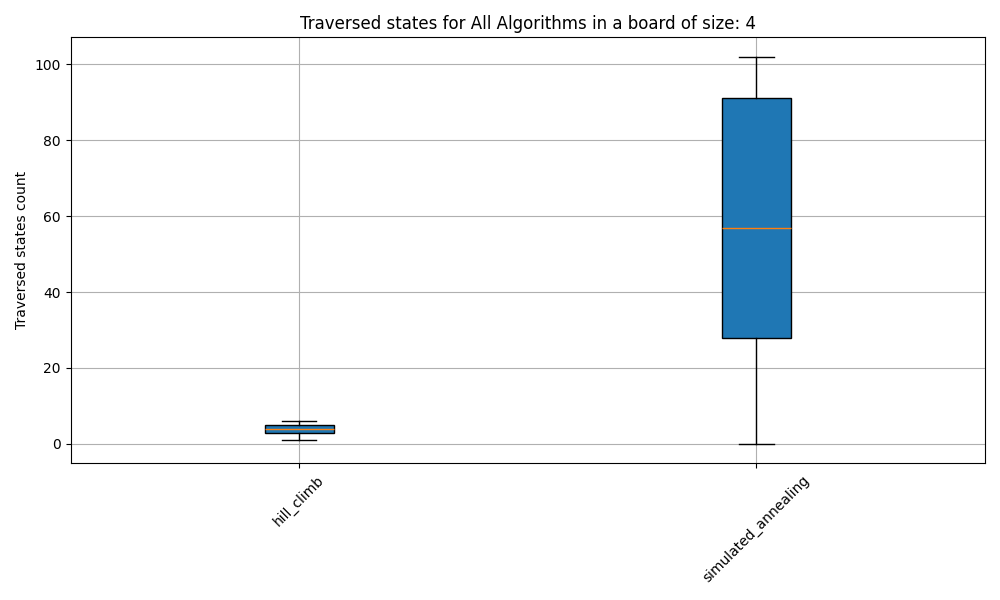 Traversed states for All Algorithms in a board of size: 4
Traversed states count
100
80
60
40
20
0
hill_climb
simulated_annealing